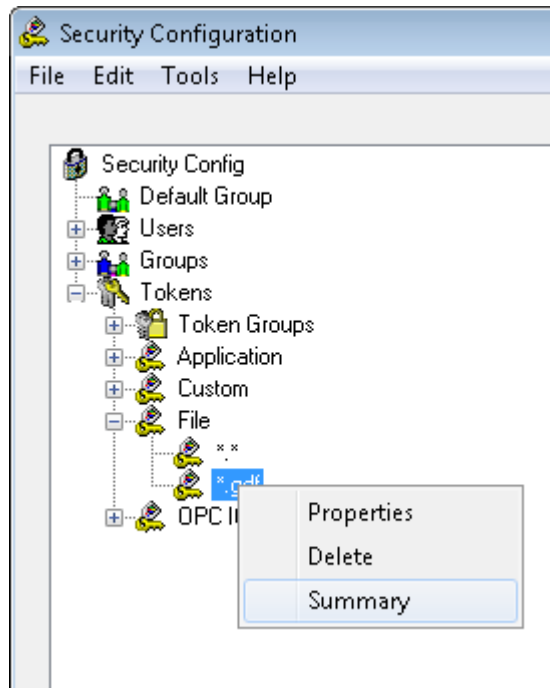 Security Configuration
File Edit Tools Help
Security Config
Default Group
Users
Groups
Tokens
Token Groups
Application
Custom
File
*.*
*.gdf
OPC
Properties
Delete
Summary